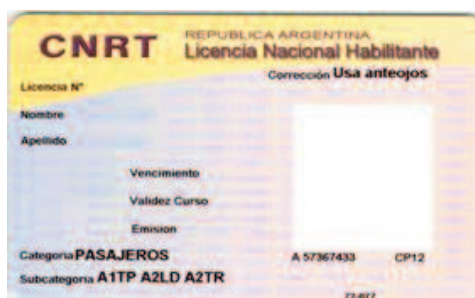 CNRT
REPUBLICA ARGENTINA
Licencia Nacional Habilitante
Corrección Usa anteojos
Licencia N°
Nombre
Apellido
Vencimiento
Validez Curso
Emision
Categoria PASAJEROS
A 57367433 CP12
Subcategoria A1TP A2LD A2TR